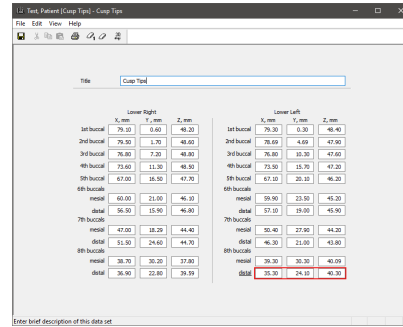 Test, Patient [Cusp Tips] - Cusp Tips
File Edit View Help
Title Cusp Tips
Lower Right Lower Left
X, mm Y, mm Z, mm X, mm Y, mm Z, mm
1st buccal 79.10 0.60 48.20 1st buccal 79.30 0.30 48.40
2nd buccal 79.50 1.70 48.60 2nd buccal 78.69 4.69 47.90
3rd buccal 76.80 7.20 48.80 3rd buccal 76.80 10.30 47.60
4th buccal 73.60 11.30 48.50 4th buccal 73.50 15.70 47.20
5th buccal 67.00 16.50 47.70 5th buccal 67.10 20.10 46.20
6th buccals 6th buccals
mesial 60.00 21.00 46.10 mesial 59.90 23.50 45.20
distal 56.50 15.90 46.80 distal 57.10 19.00 45.90
7th buccals 7th buccals
mesial 47.00 18.29 44.40 mesial 50.40 27.90 44.20
distal 51.50 24.60 44.70 distal 46.30 21.00 43.80
8th buccals 8th buccals
mesial 38.70 30.20 37.80 mesial 39.30 30.30 40.09
distal 36.90 22.80 39.59 distal 35.30 24.10 40.30
Enter brief description of this data set